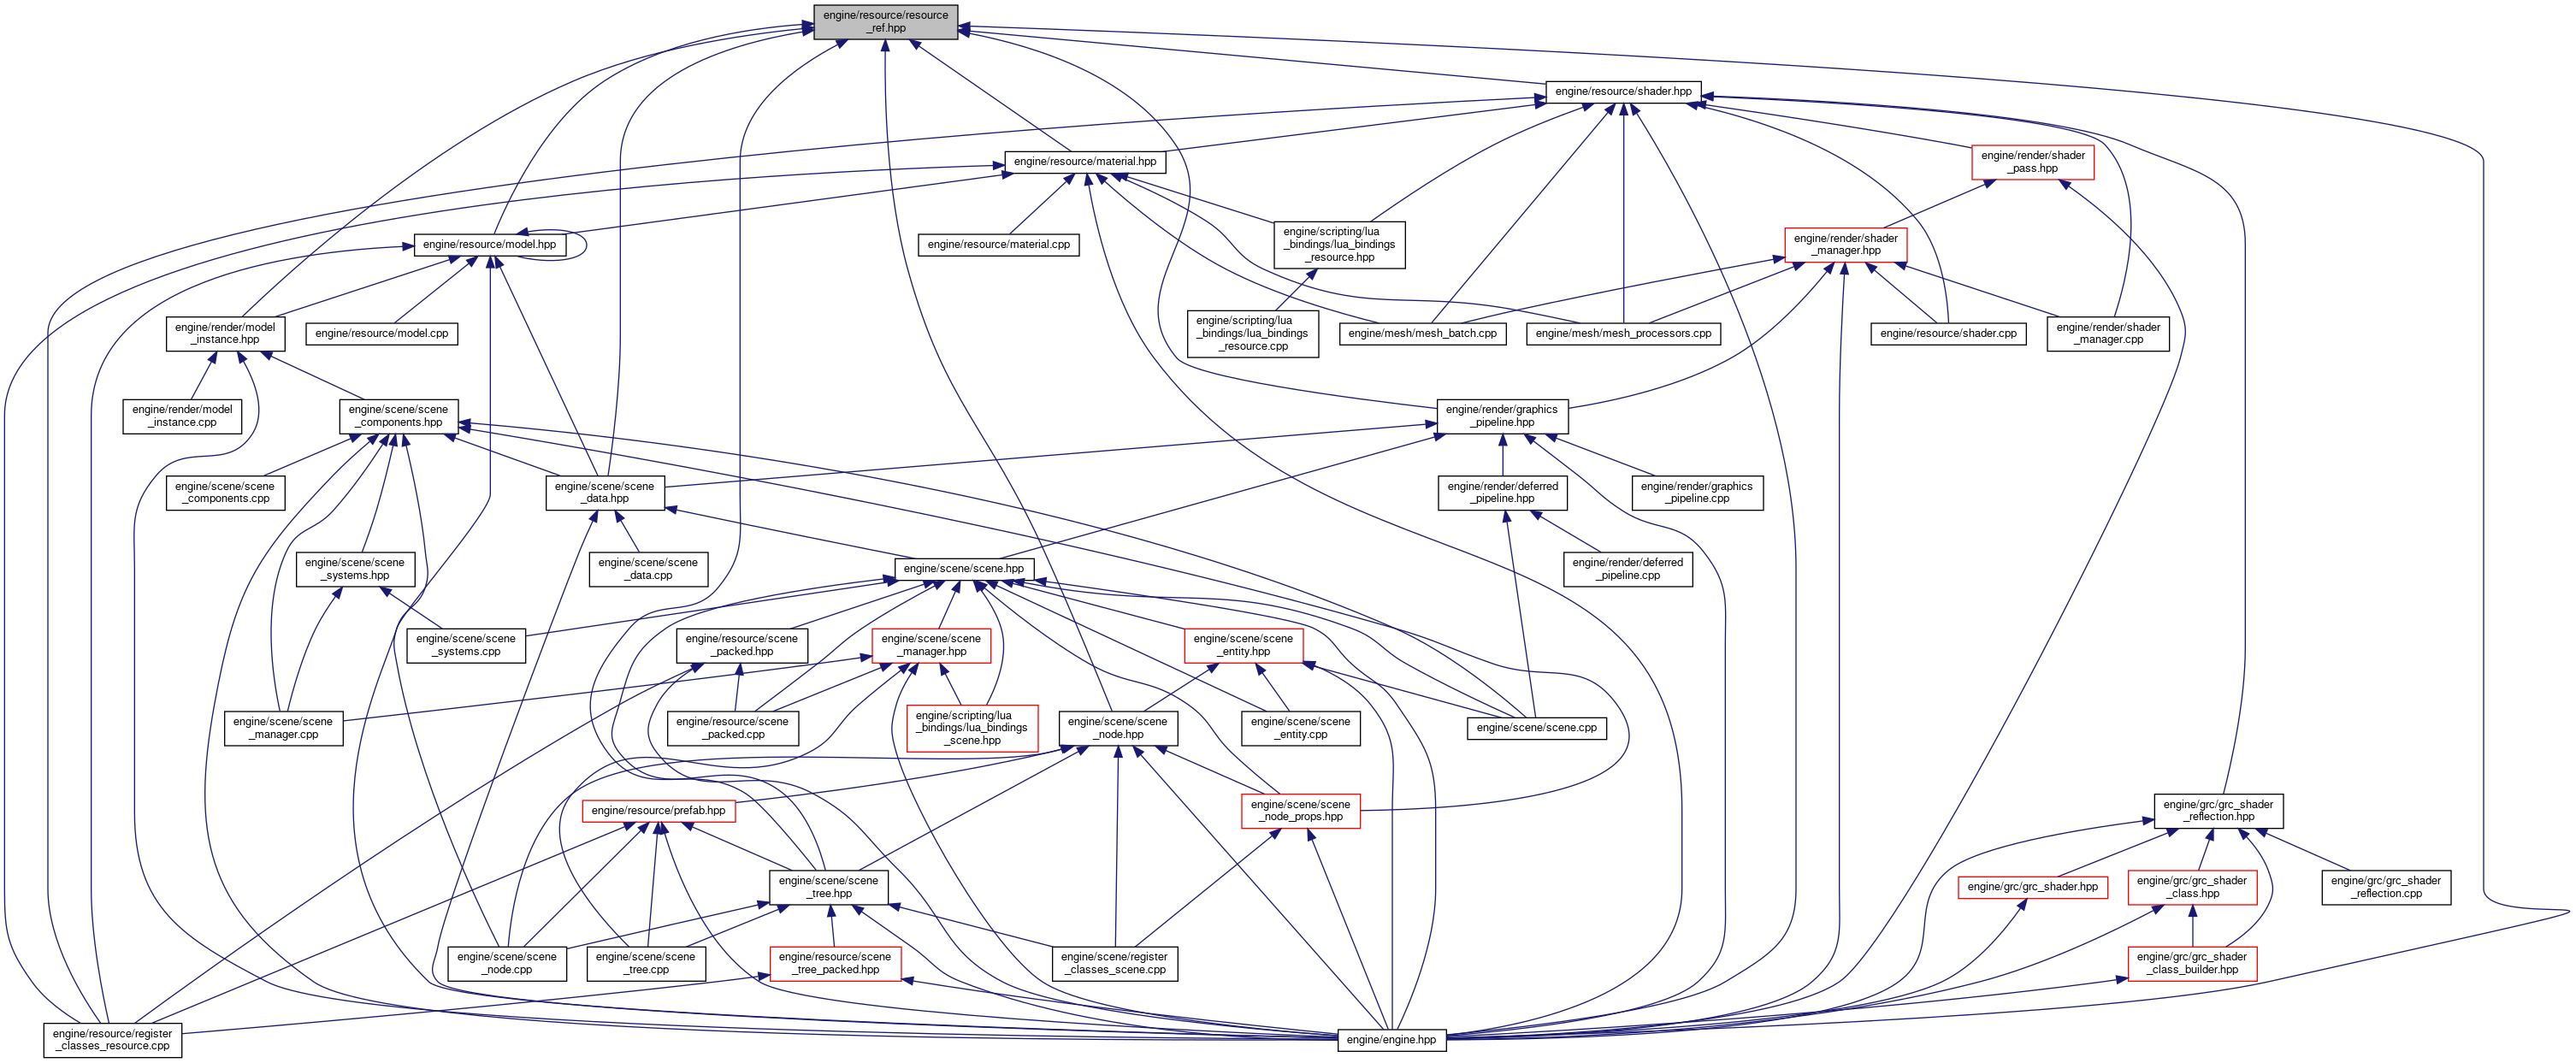 engine/resource/resource
_ref.hpp
engine/resource/shader.hpp
engine/resource/material.hpp
engine/render/shader
_pass.hpp
engine/resource/model.hpp
engine/resource/material.cpp
engine/scripting/lua
_bindings/lua_bindings
_resource.hpp
engine/render/shader
_manager.hpp
engine/render/model
_instance.hpp
engine/resource/model.cpp
engine/scripting/lua
_bindings/lua_bindings
_resource.cpp
engine/mesh/mesh_batch.cpp
engine/mesh/mesh_processors.cpp
engine/resource/shader.cpp
engine/render/shader
_manager.cpp
engine/render/model
_instance.cpp
engine/scene/scene
_components.hpp
engine/render/graphics
_pipeline.hpp
engine/scene/scene
_components.cpp
engine/scene/scene
_data.hpp
engine/render/deferred
_pipeline.hpp
engine/render/graphics
_pipeline.cpp
engine/scene/scene
_systems.hpp
engine/scene/scene
_data.cpp
engine/scene/scene.hpp
engine/render/deferred
_pipeline.cpp
engine/scene/scene
_systems.cpp
engine/resource/scene
_packed.hpp
engine/scene/scene
_manager.hpp
engine/scene/scene
_entity.hpp
engine/scene/scene
_manager.cpp
engine/resource/scene
_packed.cpp
engine/scripting/lua
_bindings/lua_bindings
_scene.hpp
engine/scene/scene
_node.hpp
engine/scene/scene
_entity.cpp
engine/scene/scene.cpp
engine/resource/prefab.hpp
engine/scene/scene
_node_props.hpp
engine/grc/grc_shader
_reflection.hpp
engine/scene/scene
_tree.hpp
engine/grc/grc_shader.hpp
engine/grc/grc_shader
_class.hpp
engine/grc/grc_shader
_reflection.cpp
engine/scene/scene
_node.cpp
engine/scene/scene
_tree.cpp
engine/resource/scene
_tree_packed.hpp
engine/scene/register
_classes_scene.cpp
engine/grc/grc_shader
_class_builder.hpp
engine/resource/register
_classes_resource.cpp
engine/engine.hpp